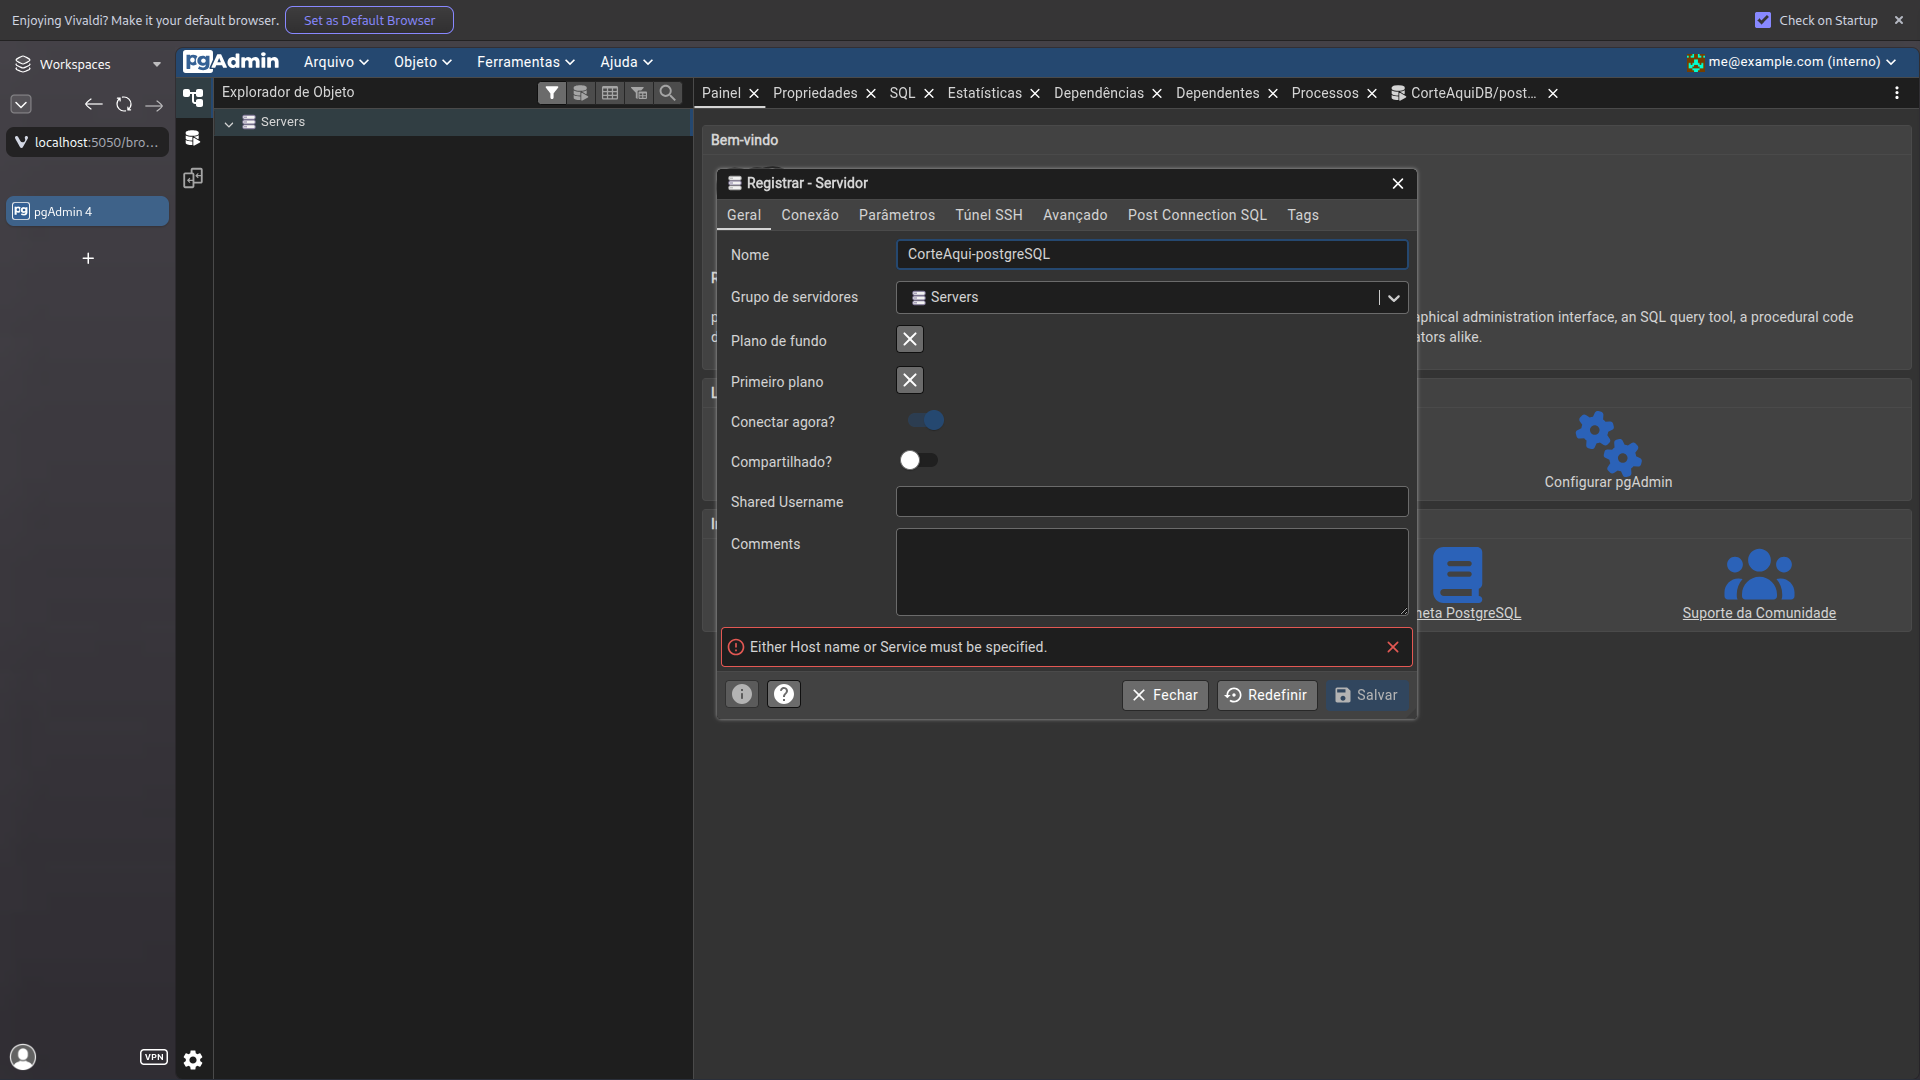 Enjoying Vivaldi? Make it your default browser. Set as Default Browser Check on Startup
Workspaces
pgAdmin Arquivo Objeto Ferramentas Ajuda me@example.com (interno)
Explorador de Objeto
Painel Propriedades SQL Estatísticas Dependências Dependentes Processos CorteAquiDB/post...
Servers
localhost:5050/bro...
Bem-vindo
pgAdmin 4
Registrar - Servidor
Geral Conexão Parâmetros Túnel SSH Avançado Post Connection SQL Tags
Nome CorteAqui-postgreSQL
Grupo de servidores Servers
aphical administration interface, an SQL query tool, a procedural code
ators alike.
Plano de fundo
Primeiro plano
Conectar agora?
Compartilhado?
Configurar pgAdmin
Shared Username
Comments
neta PostgreSQL
Suporte da Comunidade
Either Host name or Service must be specified.
Fechar Redefinir Salvar
VPN